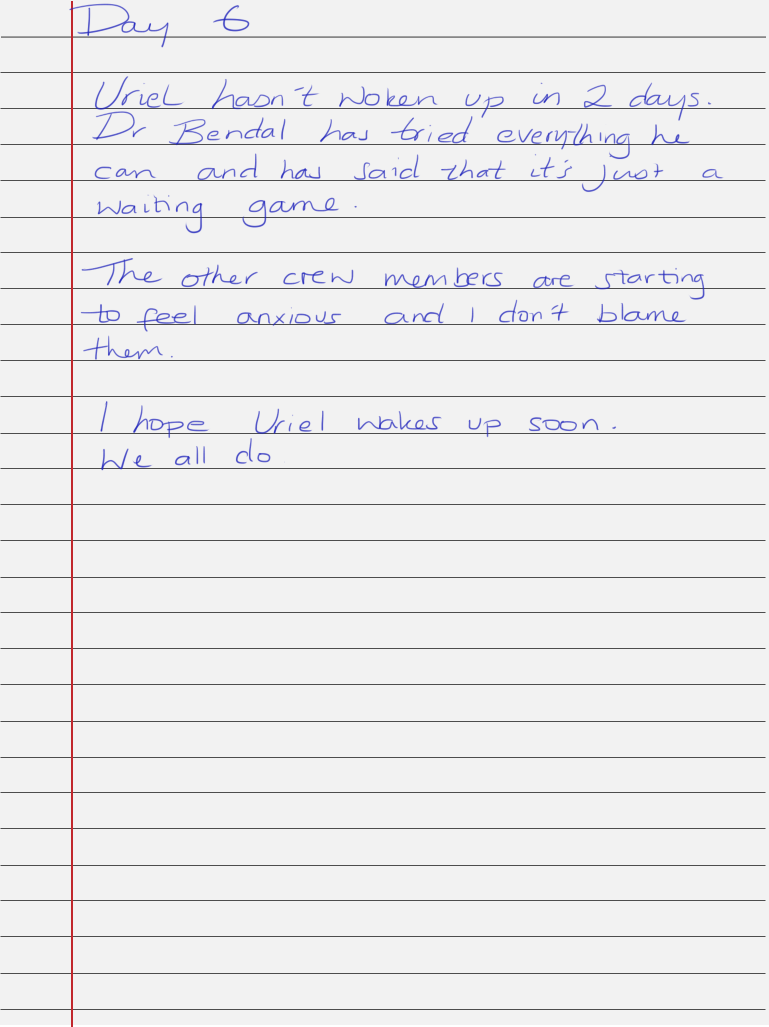 Day 6
Uriel hasn't woken up in 2 days.
Dr Bendal has tried everything he
can and has said that it's just a
waiting game.
The other crew members are starting
to feel anxious and I don't blame
them.
I hope Uriel wakes up soon.
We all do